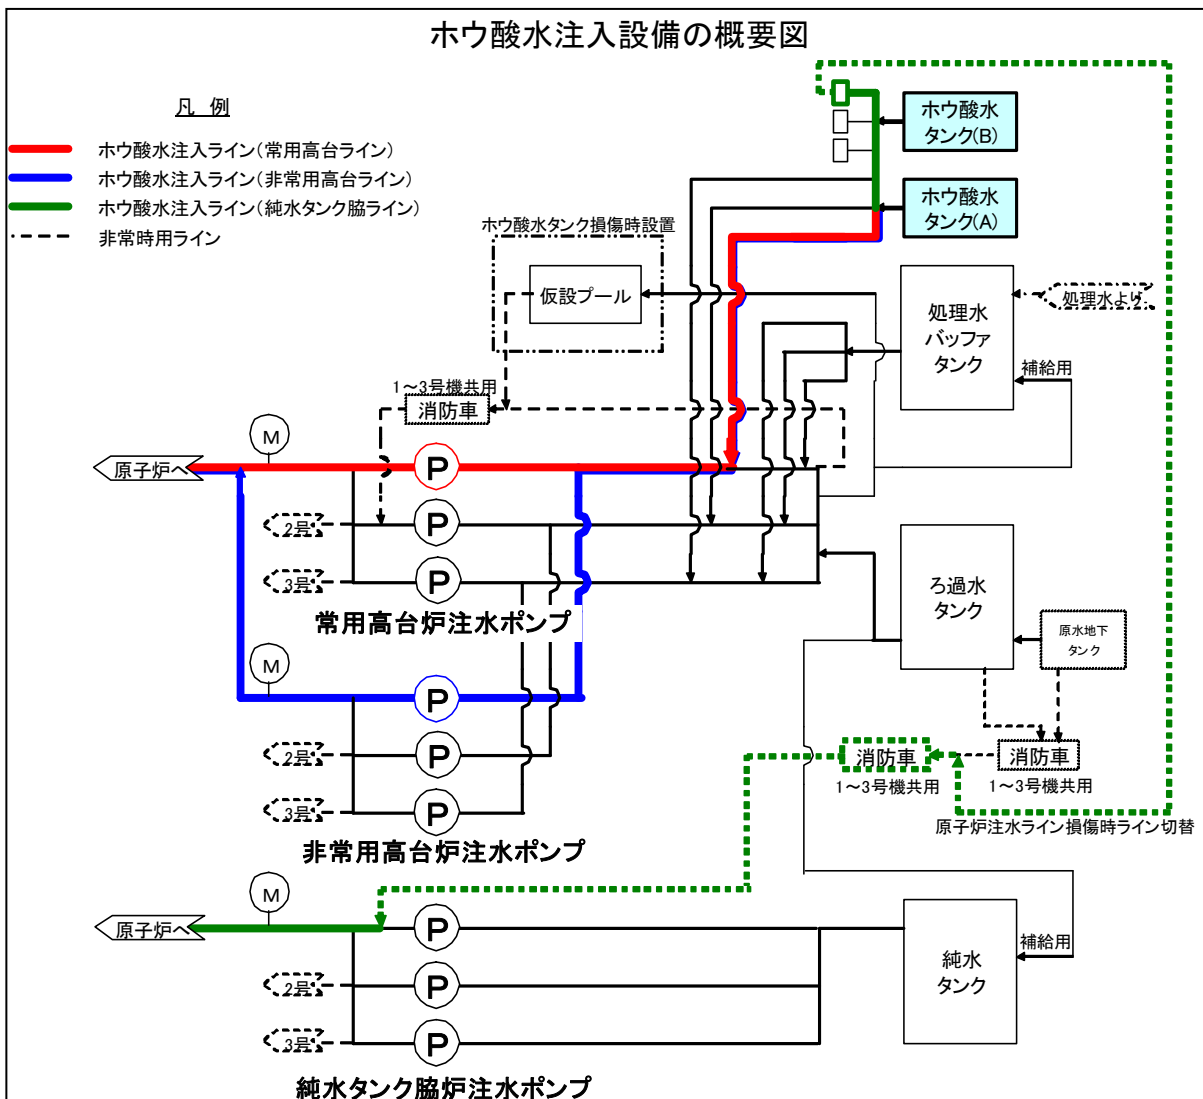 ホウ酸水注入設備の概要図
凡 例
ホウ酸水注入ライン(常用高台ライン)
ホウ酸水注入ライン(非常用高台ライン)
ホウ酸水注入ライン(純水タンク脇ライン)
非常時用ライン
ホウ酸水
タンク(B)
ホウ酸水
タンク(A)
ホウ酸水タンク損傷時設置
仮設プール
処理水
バッファ
タンク
処理水より
補給用
1~3号機共用
消防車
M
原子炉へ
P
2号
P
3号
P
常用高台炉注水ポンプ
ろ過水
タンク
原水地下
タンク
M
P
2号
P
3号
P
非常用高台炉注水ポンプ
消防車
1~3号機共用
消防車
1~3号機共用
原子炉注水ライン損傷時ライン切替
M
原子炉へ
P
2号
P
3号
P
純水タンク脇炉注水ポンプ
純水
タンク
補給用